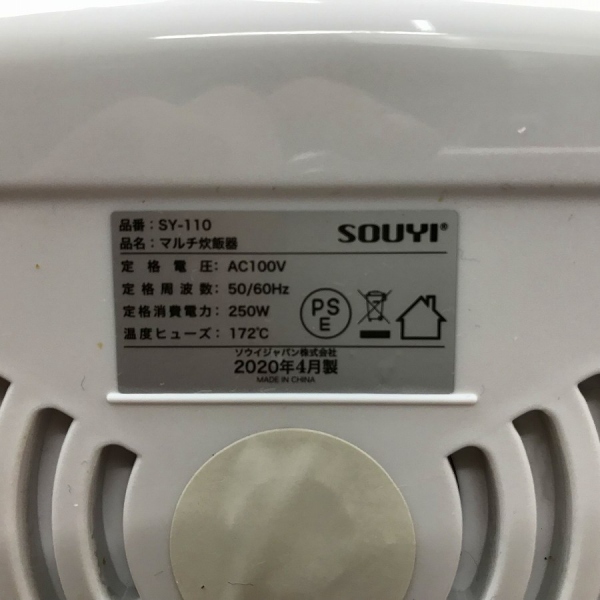 品番：SY-110
SOUYI®
品名：マルチ炊飯器
定格電圧：AC100V
定格周波数：50/60Hz
定格消費電力：250W
温度ヒューズ：172℃
PS
E
ソウイジャパン株式会社
2020年4月製
MADE IN CHINA